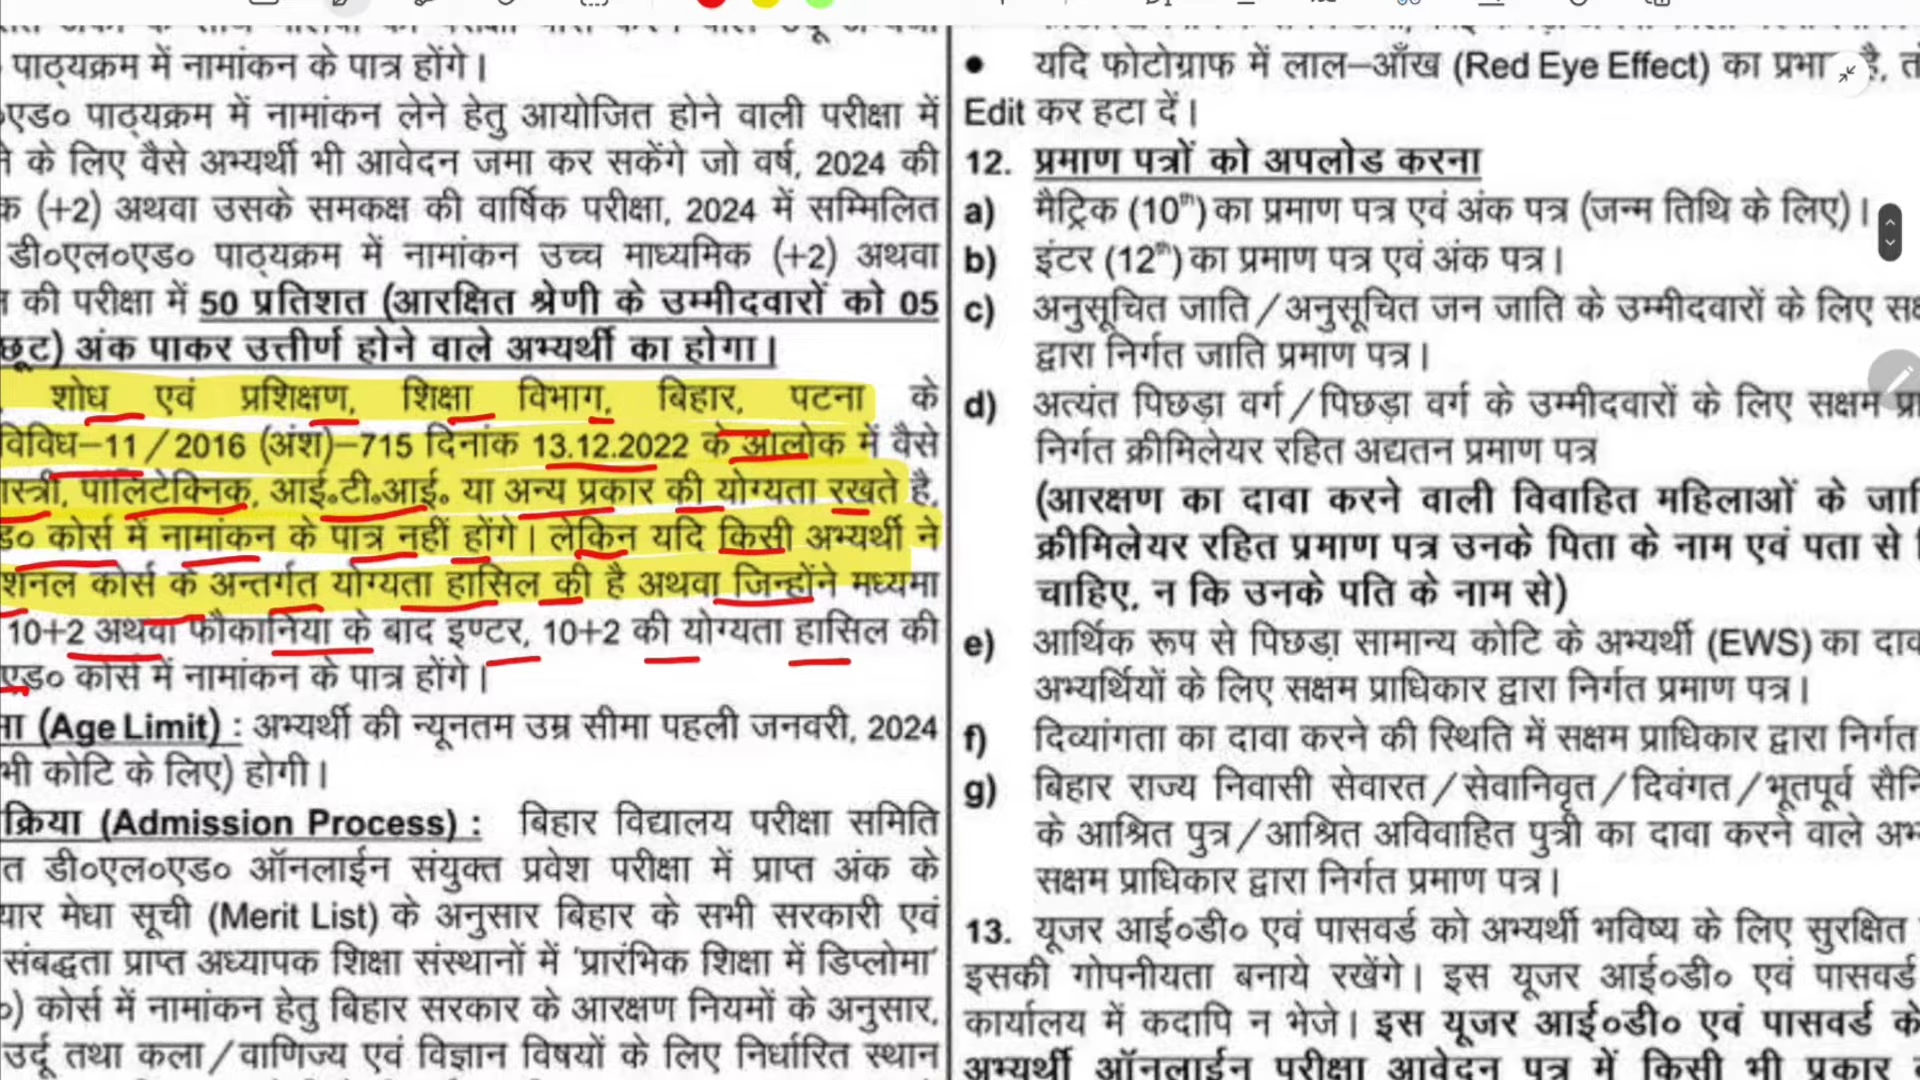 पाठ्यक्रम में नामांकन के पात्र होंगे।
एड० पाठ्यक्रम में नामांकन लेने हेतु आयोजित होने वाली परीक्षा में
के लिए वैसे अभ्यर्थी भी आवेदन जमा कर सकेंगे जो वर्ष, 2024 की
(+2) अथवा उसके समकक्ष की वार्षिक परीक्षा, 2024 में सम्मिलित
डी०एल०एड० पाठ्यक्रम में नामांकन उच्च माध्यमिक (+2) अथवा
की परीक्षा में 50 प्रतिशत (आरक्षित श्रेणी के उम्मीदवारों को 05
छूट) अंक पाकर उत्तीर्ण होने वाले अभ्यर्थी का होगा।
शोध एवं प्रशिक्षण, शिक्षा विभाग, बिहार, पटना के
विविध–11/2016 (अंश)–715 दिनांक 13.12.2022 के आलोक में वैसे
पॉलिटेक्निक, आई.टी.आई. या अन्य प्रकार की योग्यता रखते है,
कोर्स में नामांकन के पात्र नहीं होंगे। लेकिन यदि किसी अभ्यर्थी ने
शनल कोर्स के अन्तर्गत योग्यता हासिल की है अथवा जिन्होंने मध्यमा
10+2 अथवा फौकानिया के बाद इण्टर, 10+2 की योग्यता हासिल की
एड० कोर्स में नामांकन के पात्र होंगे।
(Age Limit) : अभ्यर्थी की न्यूनतम उम्र सीमा पहली जनवरी, 2024
भी कोटि के लिए) होगी।
क्रिया (Admission Process) : बिहार विद्यालय परीक्षा समिति
त डी०एल०एड० ऑनलाईन संयुक्त प्रवेश परीक्षा में प्राप्त अंक के
यार मेधा सूची (Merit List) के अनुसार बिहार के सभी सरकारी एवं
संबद्धता प्राप्त अध्यापक शिक्षा संस्थानों में 'प्रारंभिक शिक्षा में डिप्लोमा'
०) कोर्स में नामांकन हेतु बिहार सरकार के आरक्षण नियमों के अनुसार,
उर्दू तथा कला/वाणिज्य एवं विज्ञान विषयों के लिए निर्धारित स्थान
● यदि फोटोग्राफ में लाल–आँख (Red Eye Effect) का प्रभा है,
Edit कर हटा दें।
12. प्रमाण पत्रों को अपलोड करना
a) मैट्रिक (10th) का प्रमाण पत्र एवं अंक पत्र (जन्म तिथि के लिए)।
b) इंटर (12th) का प्रमाण पत्र एवं अंक पत्र।
c) अनुसूचित जाति/अनुसूचित जन जाति के उम्मीदवारों के लिए
द्वारा निर्गत जाति प्रमाण पत्र।
d) अत्यंत पिछड़ा वर्ग/पिछड़ा वर्ग के उम्मीदवारों के लिए सक्षम
निर्गत क्रीमिलेयर रहित अद्यतन प्रमाण पत्र
(आरक्षण का दावा करने वाली विवाहित महिलाओं के
क्रीमिलेयर रहित प्रमाण पत्र उनके पिता के नाम एवं पता से
चाहिए, न कि उनके पति के नाम से)
e) आर्थिक रूप से पिछड़ा सामान्य कोटि के अभ्यर्थी (EWS) का
अभ्यर्थियों के लिए सक्षम प्राधिकार द्वारा निर्गत प्रमाण पत्र।
f) दिव्यांगता का दावा करने की स्थिति में सक्षम प्राधिकार द्वारा निर्गत
g) बिहार राज्य निवासी सेवारत/सेवानिवृत/दिवंगत/भूतपूर्व
के आश्रित पुत्र/आश्रित अविवाहित पुत्री का दावा करने वाले
सक्षम प्राधिकार द्वारा निर्गत प्रमाण पत्र।
13. यूजर आई०डी० एवं पासवर्ड को अभ्यर्थी भविष्य के लिए सुरक्षित
इसकी गोपनीयता बनाये रखेंगे। इस यूजर आई०डी० एवं पासवर्ड
कार्यालय में कदापि न भेजे। इस यूजर आई०डी० एवं पासवर्ड
अभ्यर्थी ऑनलाईन परीक्षा आवेदन पत्र में किसी भी प्रकार